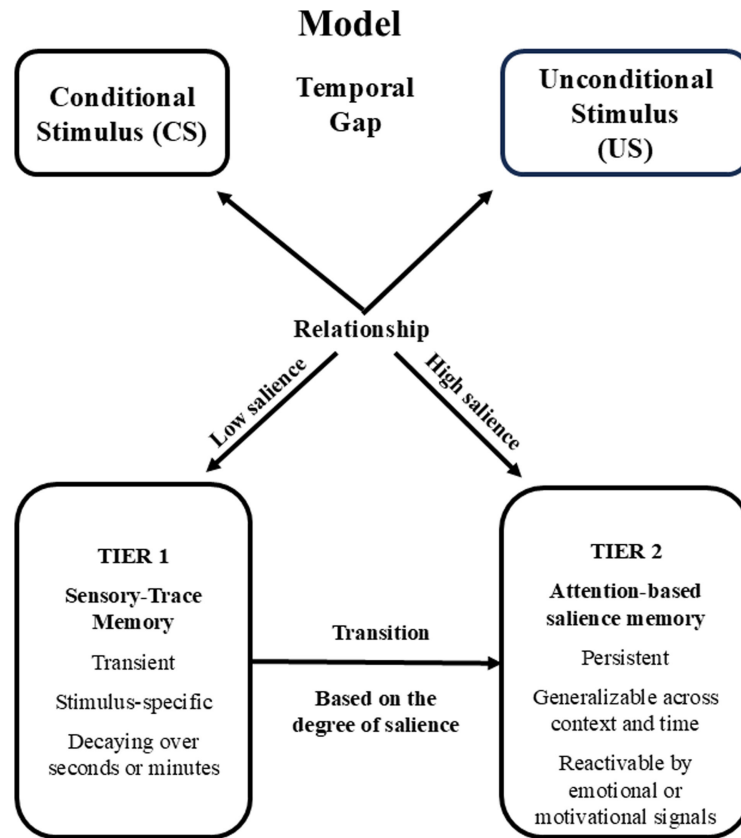 Model
Conditional
Stimulus (CS)
Temporal
Gap
Unconditional
Stimulus
(US)
Relationship
Low salience
High salience
TIER 1
Sensory-Trace
Memory
Transient
Stimulus-specific
Decaying over
seconds or minutes
Transition
Based on the
degree of salience
TIER 2
Attention-based
salience memory
Persistent
Generalizable across
context and time
Reactivable by
emotional or
motivational signals